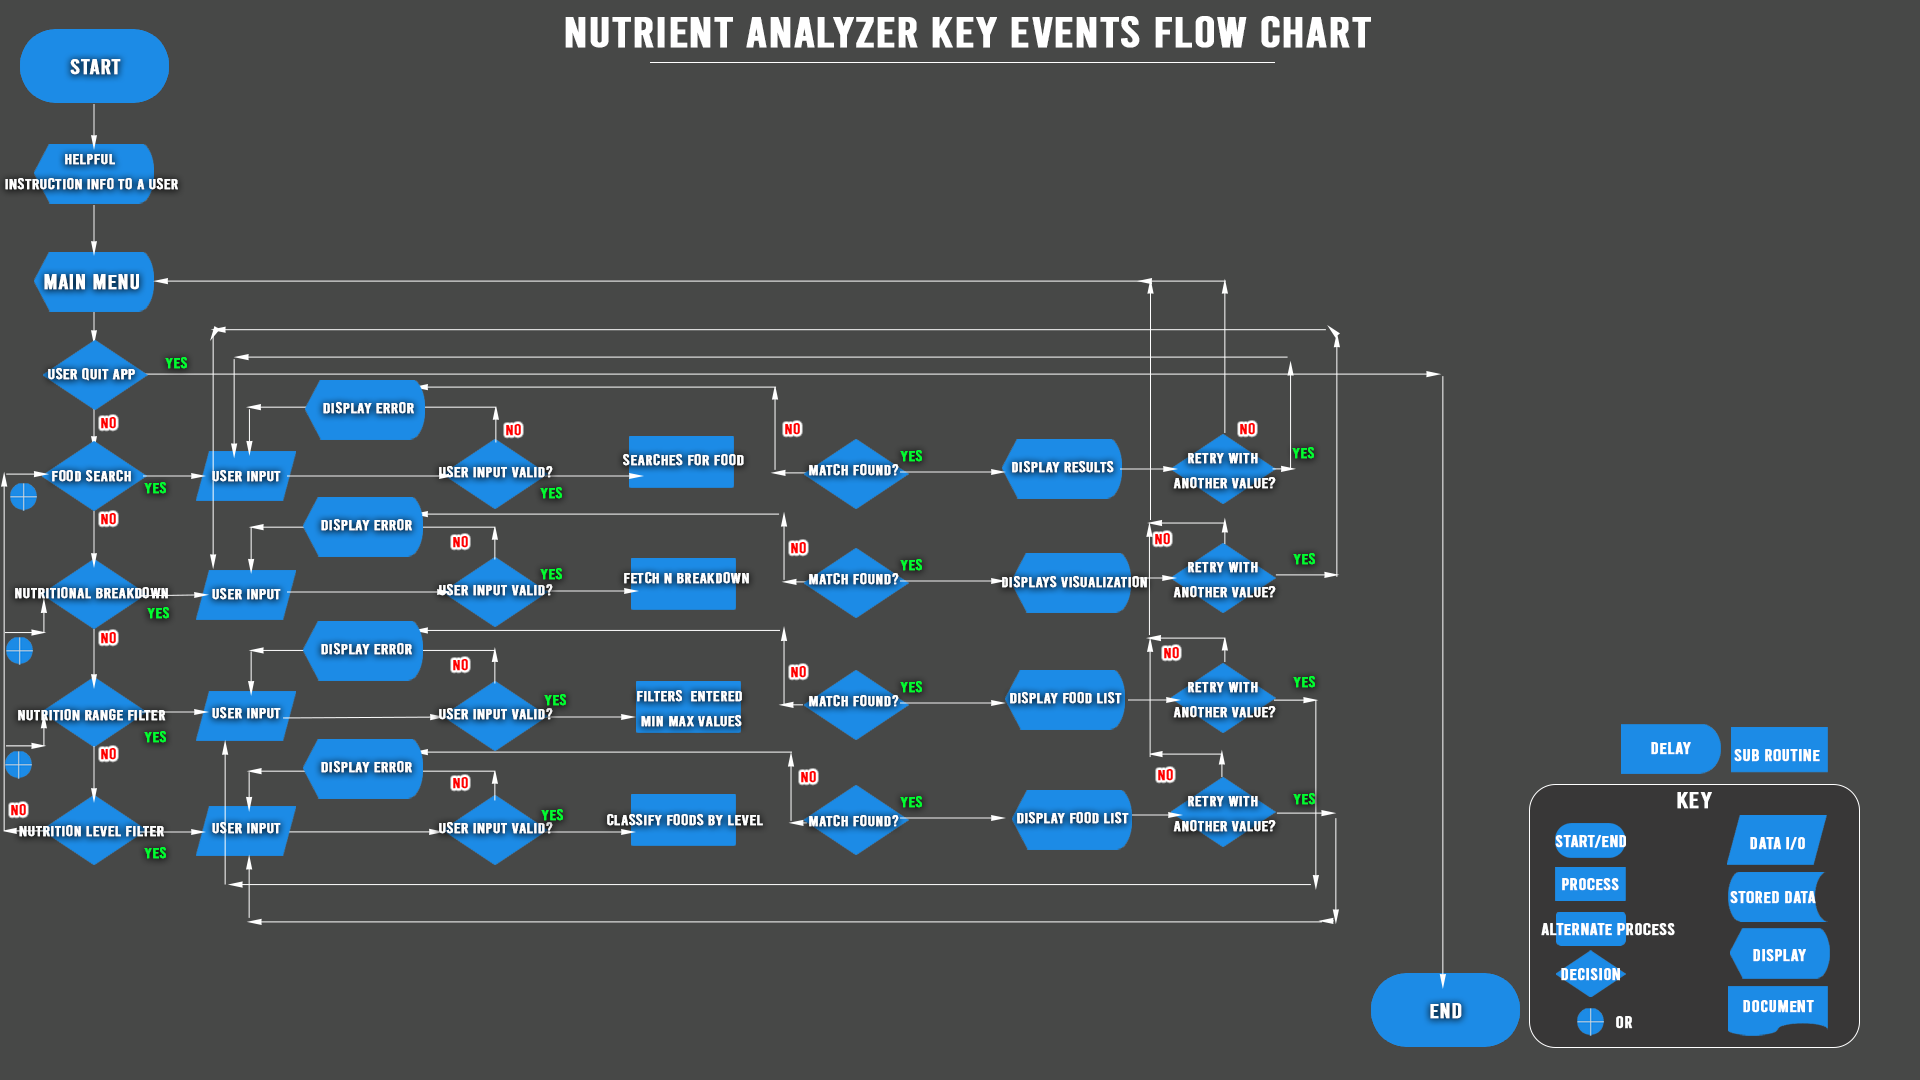 NUTRIENT ANALYZER KEY EVENTS FLOW CHART
START
HELPFUL
INSTRUCTION INFO TO A USER
MAIN MENU
USER QUIT APP
YES
NO
DISPLAY ERROR
NO
NO
NO
FOOD SEARCH
YES
USER INPUT
USER INPUT VALID?
YES
SEARCHES FOR FOOD
MATCH FOUND?
YES
DISPLAY RESULTS
RETRY WITH
ANOTHER VALUE?
YES
NO
DISPLAY ERROR
NO
NO
NO
NUTRITIONAL BREAKDOWN
YES
USER INPUT
USER INPUT VALID?
YES
FETCH N BREAKDOWN
MATCH FOUND?
YES
DISPLAYS VISUALIZATION
RETRY WITH
ANOTHER VALUE?
YES
NO
DISPLAY ERROR
NO
NO
NO
NUTRITION RANGE FILTER
YES
USER INPUT
USER INPUT VALID?
YES
FILTERS ENTERED
MIN MAX VALUES
MATCH FOUND?
YES
DISPLAY FOOD LIST
RETRY WITH
ANOTHER VALUE?
YES
NO
DISPLAY ERROR
NO
NO
NO
NO
NUTRITION LEVEL FILTER
YES
USER INPUT
USER INPUT VALID?
YES
CLASSIFY FOODS BY LEVEL
MATCH FOUND?
YES
DISPLAY FOOD LIST
RETRY WITH
ANOTHER VALUE?
YES
END
DELAY
SUB ROUTINE
KEY
START/END
PROCESS
ALTERNATE PROCESS
DECISION
OR
DATA I/O
STORED DATA
DISPLAY
DOCUMENT